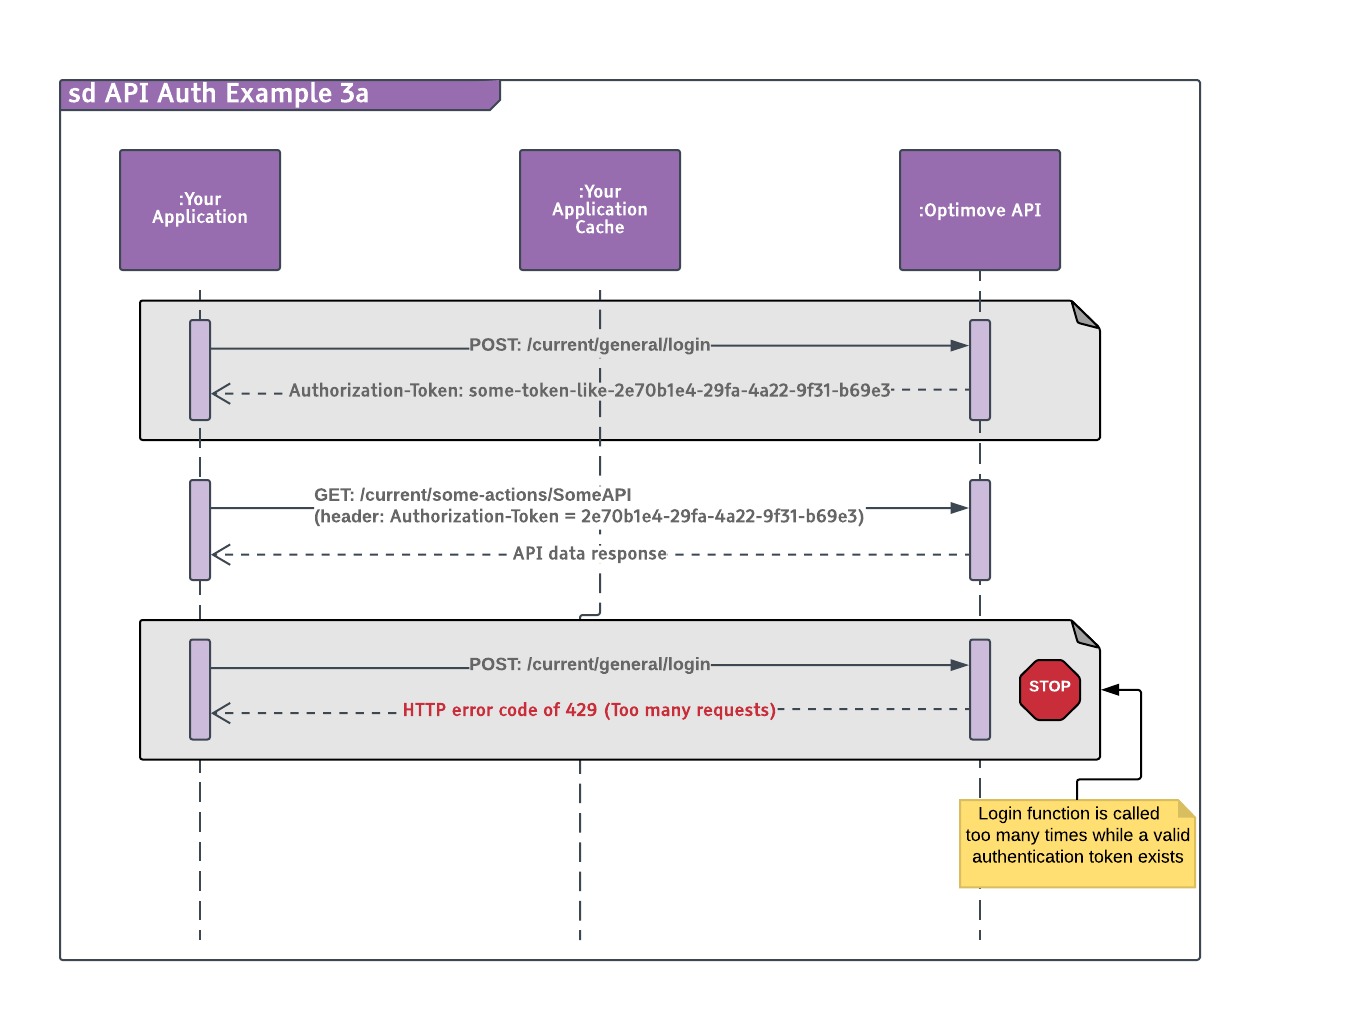 sd API Auth Example 3a
:Your
Application
:Your
Application
Cache
:Optimove API
POST: /current/general/login
Authorization-Token: some-token-like-2e70b1e4-29fa-4a22-9f31-b69e3
GET: /current/some-actions/SomeAPI
(header: Authorization-Token = 2e70b1e4-29fa-4a22-9f31-b69e3)
API data response
POST: /current/general/login
STOP
HTTP error code of 429 (Too many requests)
Login function is called
too many times while a valid
authentication token exists